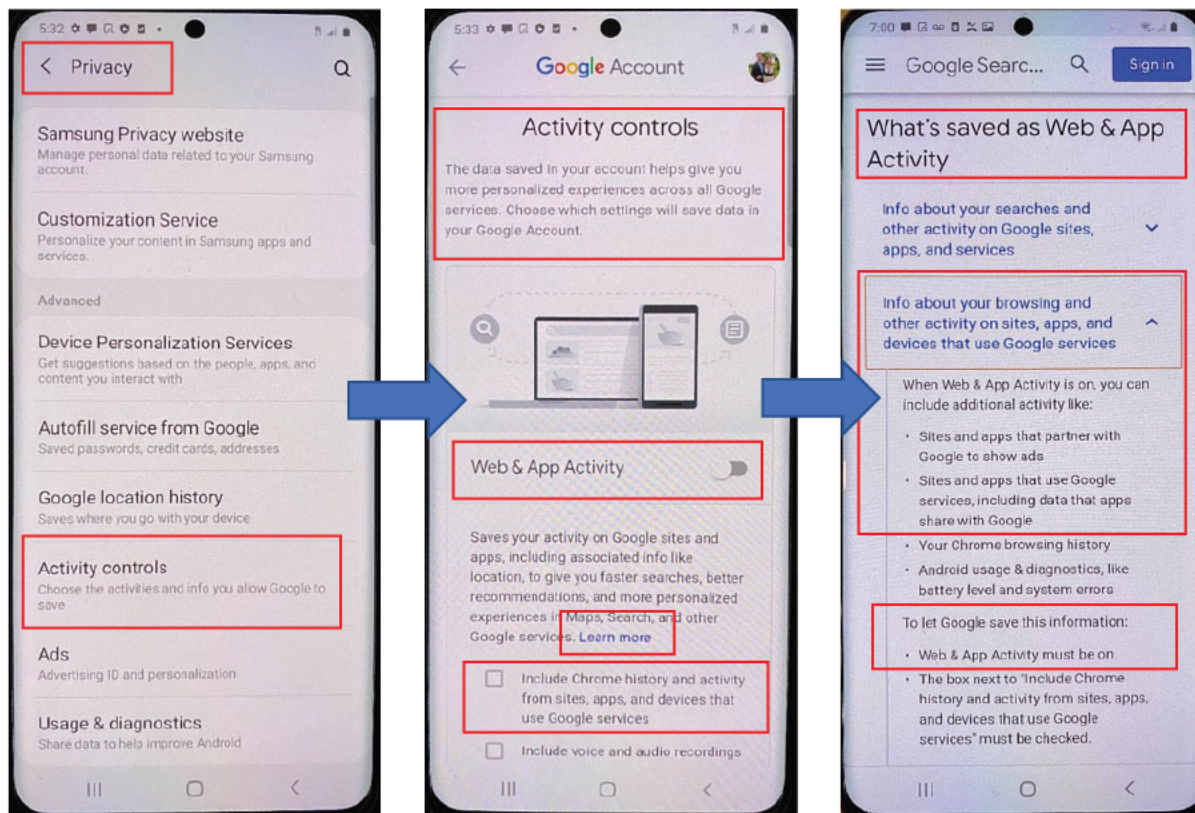 5:32
Privacy
Samsung Privacy website
Manage personal data related to your Samsung
account.
Customization Service
Personalize your content in Samsung apps and
services.
Advanced
Device Personalization Services
Get suggestions based on the people, apps, and
content you interact with
Autofill service from Google
Saved passwords, credit cards, addresses
Google location history
Saves where you go with your device
Activity controls
Choose the activities and info you allow Google to
save
Ads
Advertising ID and personalization
Usage & diagnostics
Share data to help improve Android
5:33
Google Account
Activity controls
The data saved in your account helps give you
more personalized experiences across all Google
services. Choose which settings will save data in
your Google Account.
Web & App Activity
Saves your activity on Google sites and
apps, including associated info like
location, to give you faster searches, better
recommendations, and more personalized
experiences in Maps, Search, and other
Google services. Learn more
Include Chrome history and activity
from sites, apps, and devices that
use Google services
Include voice and audio recordings
7:00
Google Searc...
Sign in
What's saved as Web & App
Activity
Info about your searches and
other activity on Google sites,
apps, and services
Info about your browsing and
other activity on sites, apps, and
devices that use Google services
When Web & App Activity is on, you can
include additional activity like:
• Sites and apps that partner with
Google to show ads
• Sites and apps that use Google
services, including data that apps
share with Google
• Your Chrome browsing history
• Android usage & diagnostics, like
battery level and system errors
To let Google save this information:
• Web & App Activity must be on.
• The box next to "Include Chrome
history and activity from sites, apps,
and devices that use Google
services" must be checked.